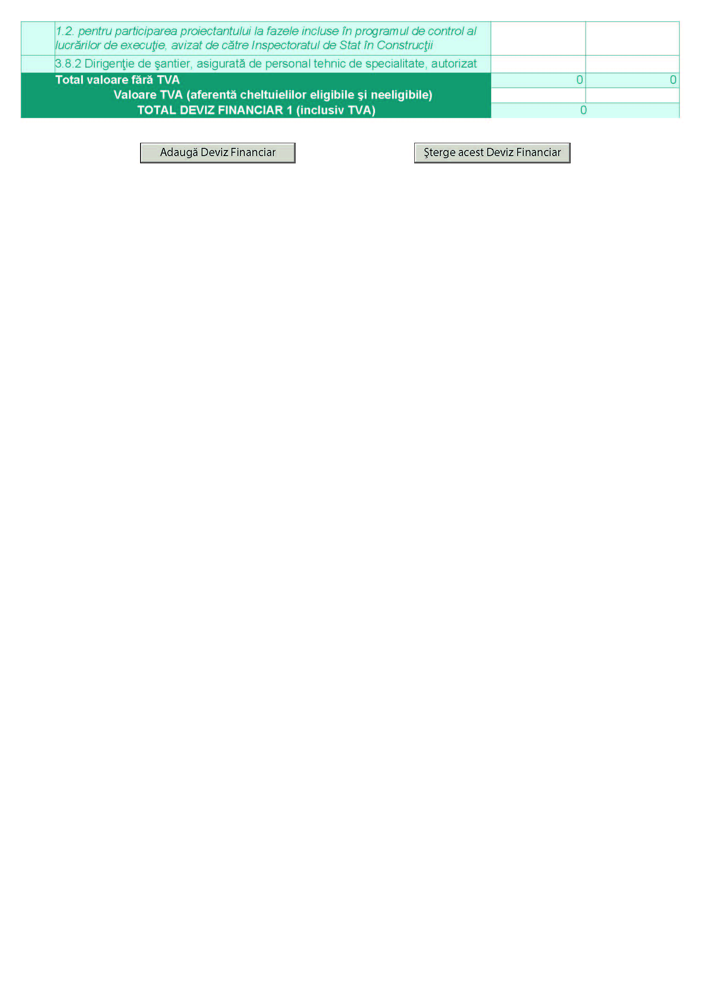 1.2. pentru participarea proiectantului la fazele incluse în programul de control al
lucrărilor de execuţie, avizat de către Inspectoratul de Stat în Construcţii
3.8.2 Dirigenţie de şantier, asigurată de personal tehnic de specialitate, autorizat
Total valoare fără TVA 0 0
Valoare TVA (aferentă cheltuielilor eligibile şi neeligibile)
TOTAL DEVIZ FINANCIAR 1 (inclusiv TVA) 0
Adaugă Deviz Financiar Şterge acest Deviz Financiar